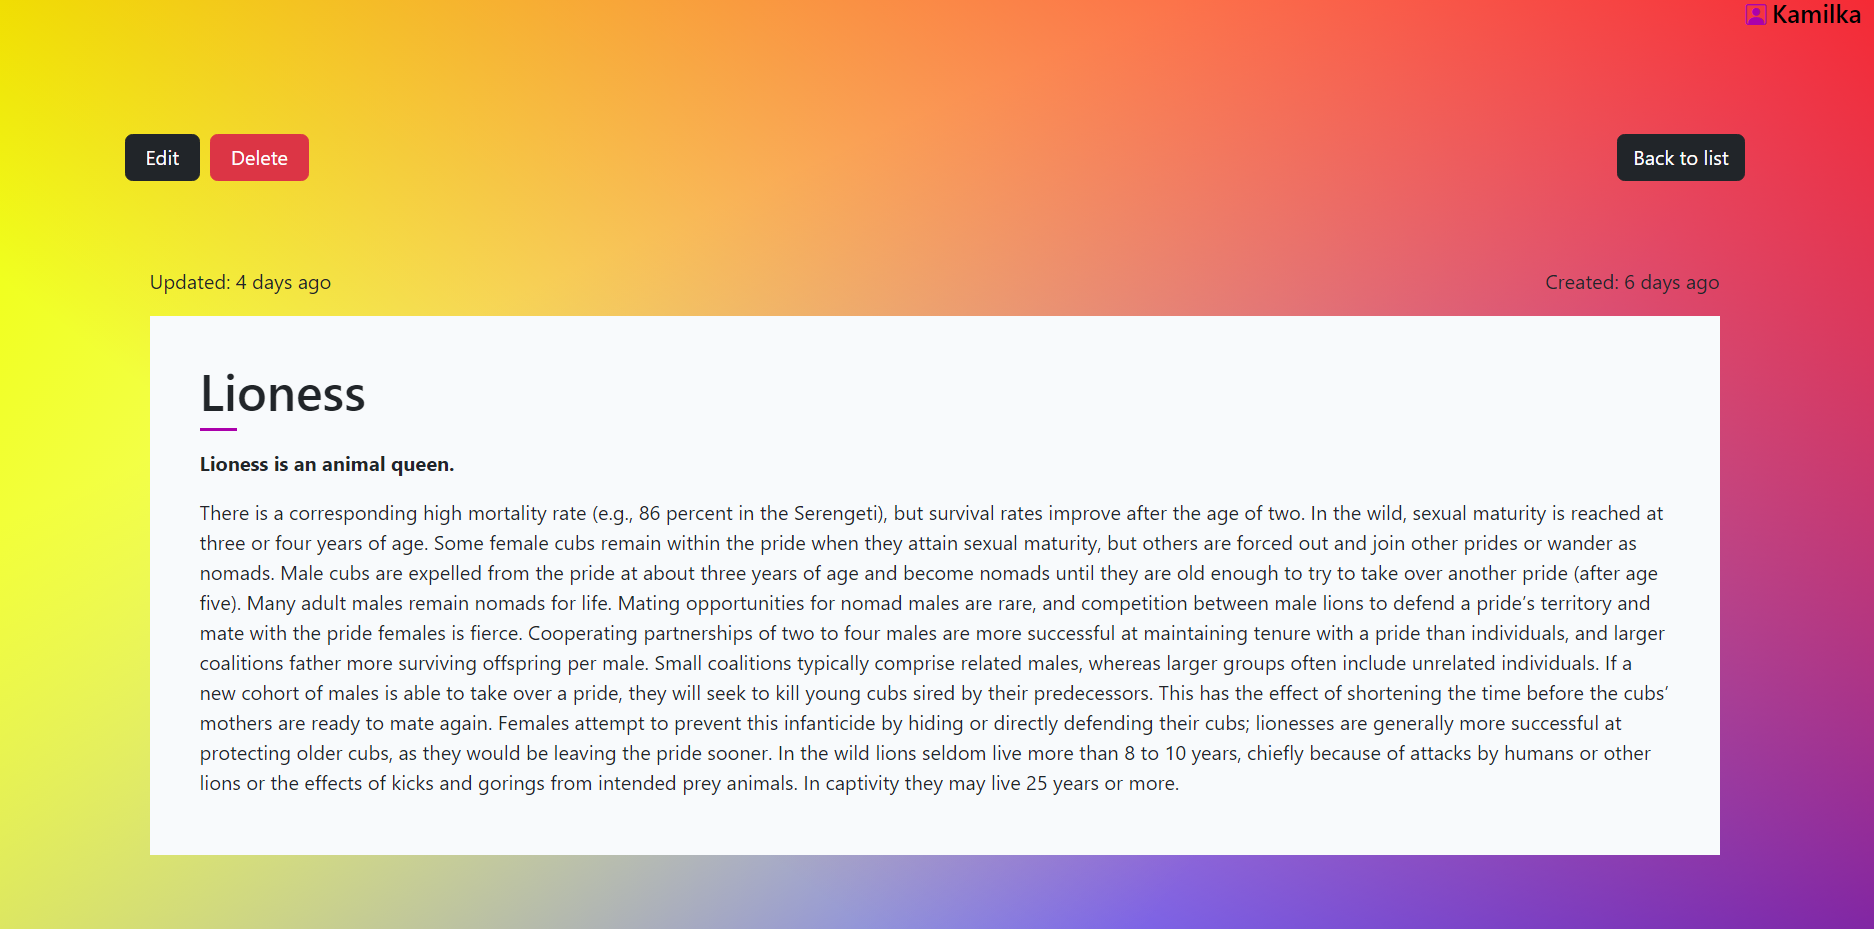 Kamilka
Edit
Delete
Back to list
Updated: 4 days ago
Created: 6 days ago
Lioness
Lioness is an animal queen.
There is a corresponding high mortality rate (e.g., 86 percent in the Serengeti), but survival rates improve after the age of two. In the wild, sexual maturity is reached at
three or four years of age. Some female cubs remain within the pride when they attain sexual maturity, but others are forced out and join other prides or wander as
nomads. Male cubs are expelled from the pride at about three years of age and become nomads until they are old enough to try to take over another pride (after age
five). Many adult males remain nomads for life. Mating opportunities for nomad males are rare, and competition between male lions to defend a pride’s territory and
mate with the pride females is fierce. Cooperating partnerships of two to four males are more successful at maintaining tenure with a pride than individuals, and larger
coalitions father more surviving offspring per male. Small coalitions typically comprise related males, whereas larger groups often include unrelated individuals. If a
new cohort of males is able to take over a pride, they will seek to kill young cubs sired by their predecessors. This has the effect of shortening the time before the cubs’
mothers are ready to mate again. Females attempt to prevent this infanticide by hiding or directly defending their cubs; lionesses are generally more successful at
protecting older cubs, as they would be leaving the pride sooner. In the wild lions seldom live more than 8 to 10 years, chiefly because of attacks by humans or other
lions or the effects of kicks and gorings from intended prey animals. In captivity they may live 25 years or more.